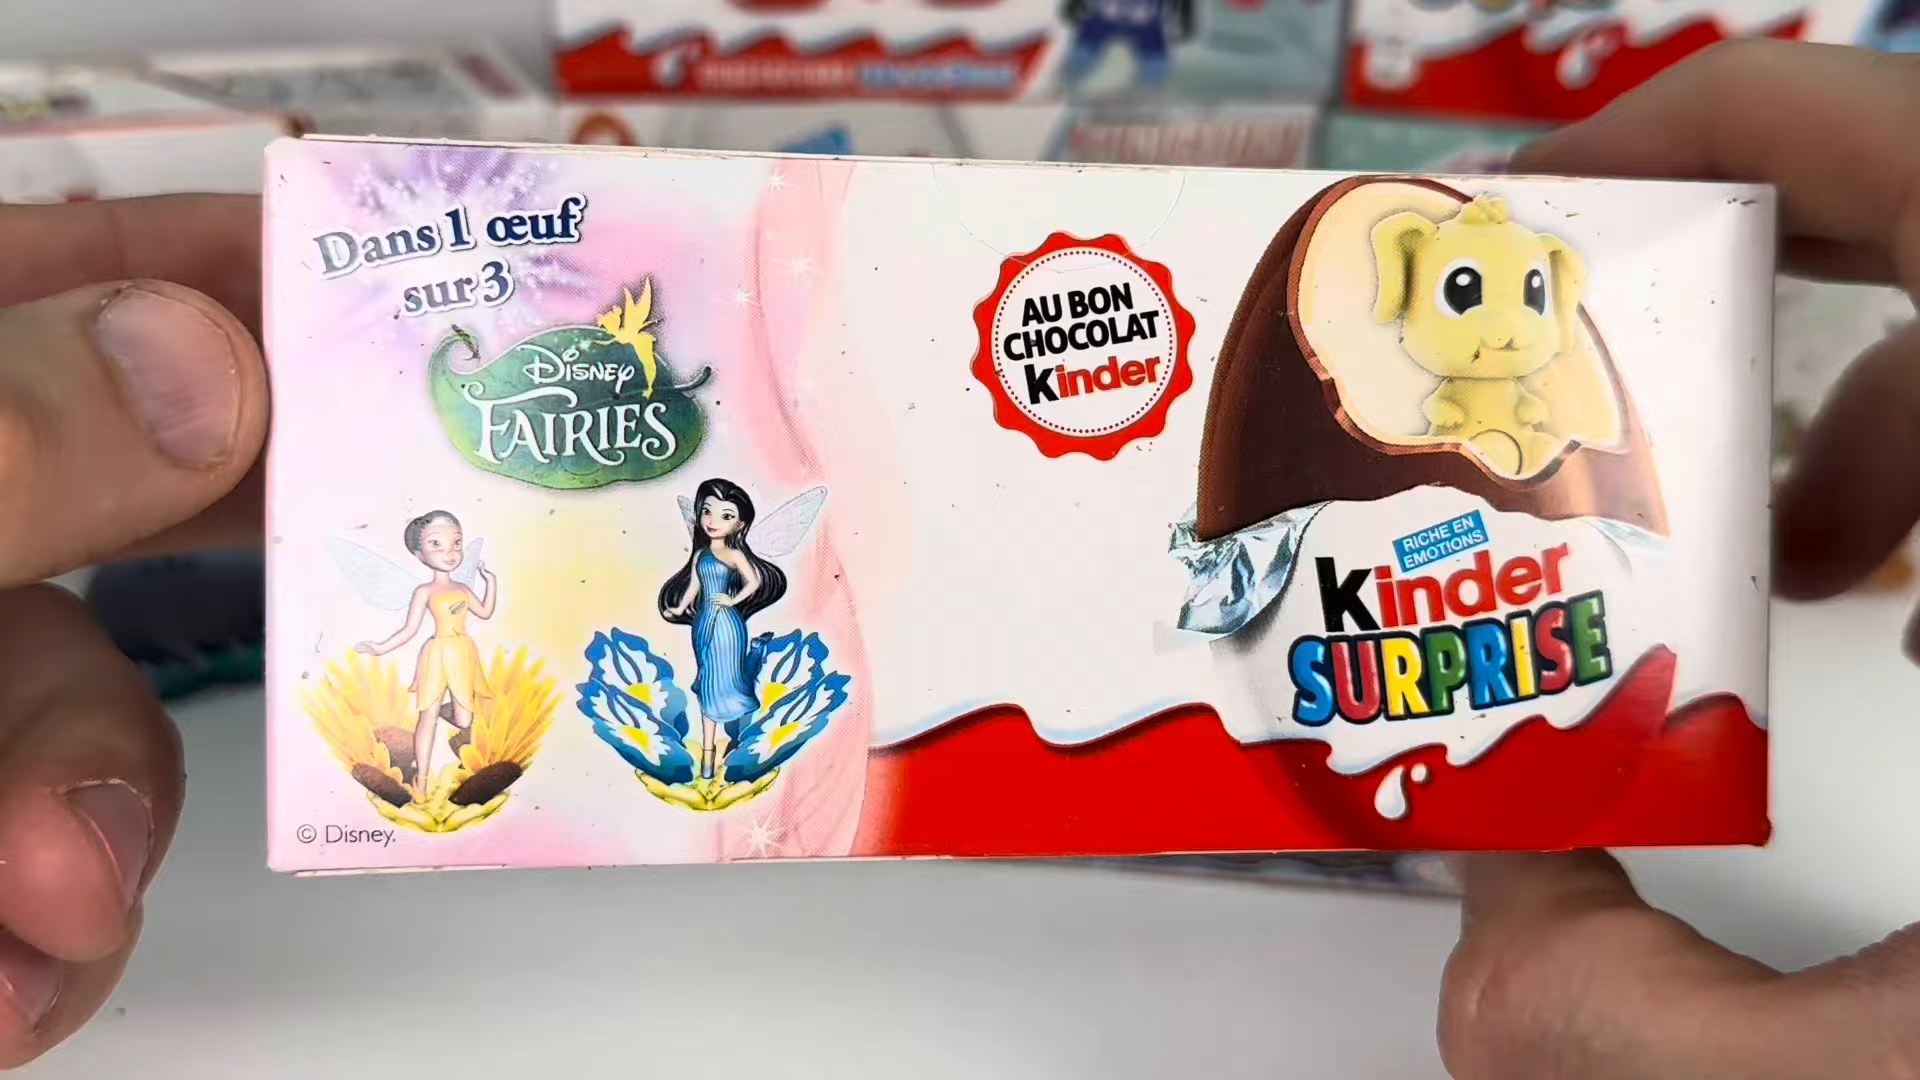 Dans 1 œuf
sur 3
Disney
FAIRIES
© Disney.
AU BON
CHOCOLAT
kinder
RICHE EN
EMOTIONS
kinder
SURPRISE